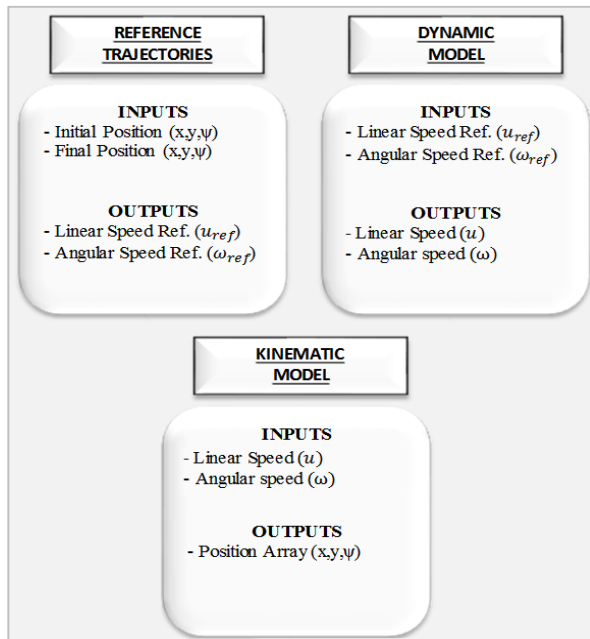 REFERENCE
TRAJECTORIES
INPUTS
- Initial Position (x,y,ψ)
- Final Position (x,y,ψ)
OUTPUTS
- Linear Speed Ref. (u_ref)
- Angular Speed Ref. (ω_ref)
DYNAMIC
MODEL
INPUTS
- Linear Speed Ref. (u_ref)
- Angular Speed Ref. (ω_ref)
OUTPUTS
- Linear Speed (u)
- Angular speed (ω)
KINEMATIC
MODEL
INPUTS
- Linear Speed (u)
- Angular speed (ω)
OUTPUTS
- Position Array (x,y,ψ)